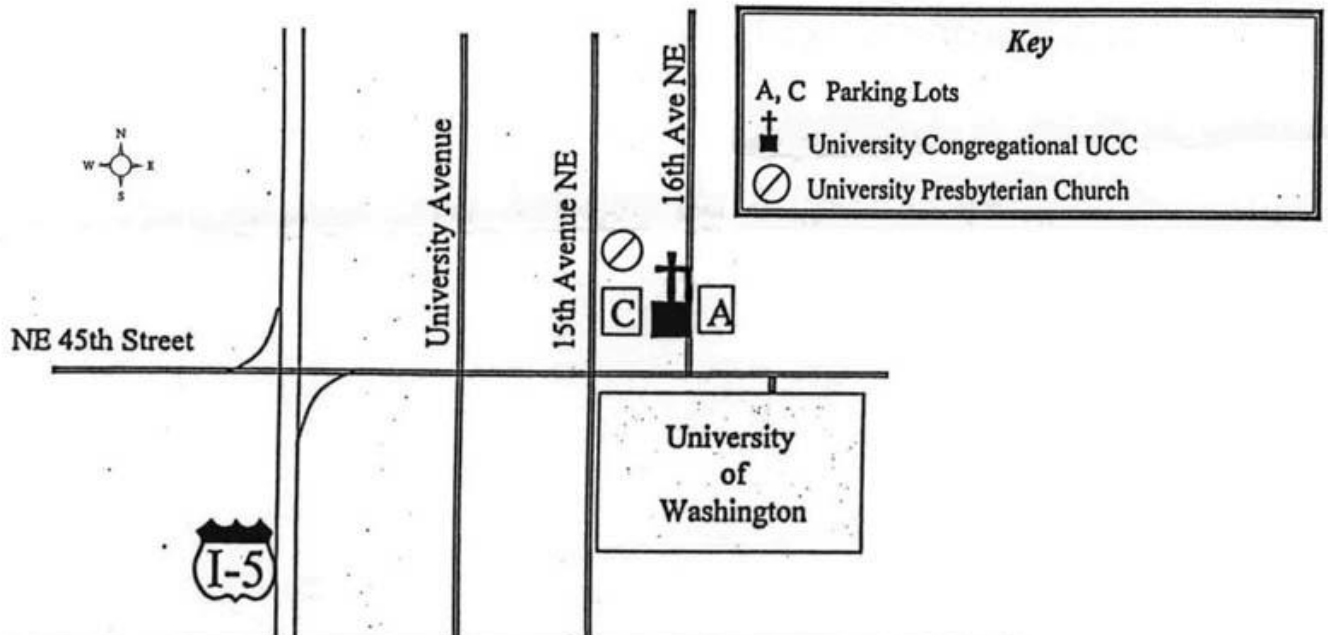 Key
A, C Parking Lots
University Congregational UCC
University Presbyterian Church
N
W E
S
University Avenue
15th Avenue NE
16th Ave NE
C
A
NE 45th Street
University
of
Washington
I-5